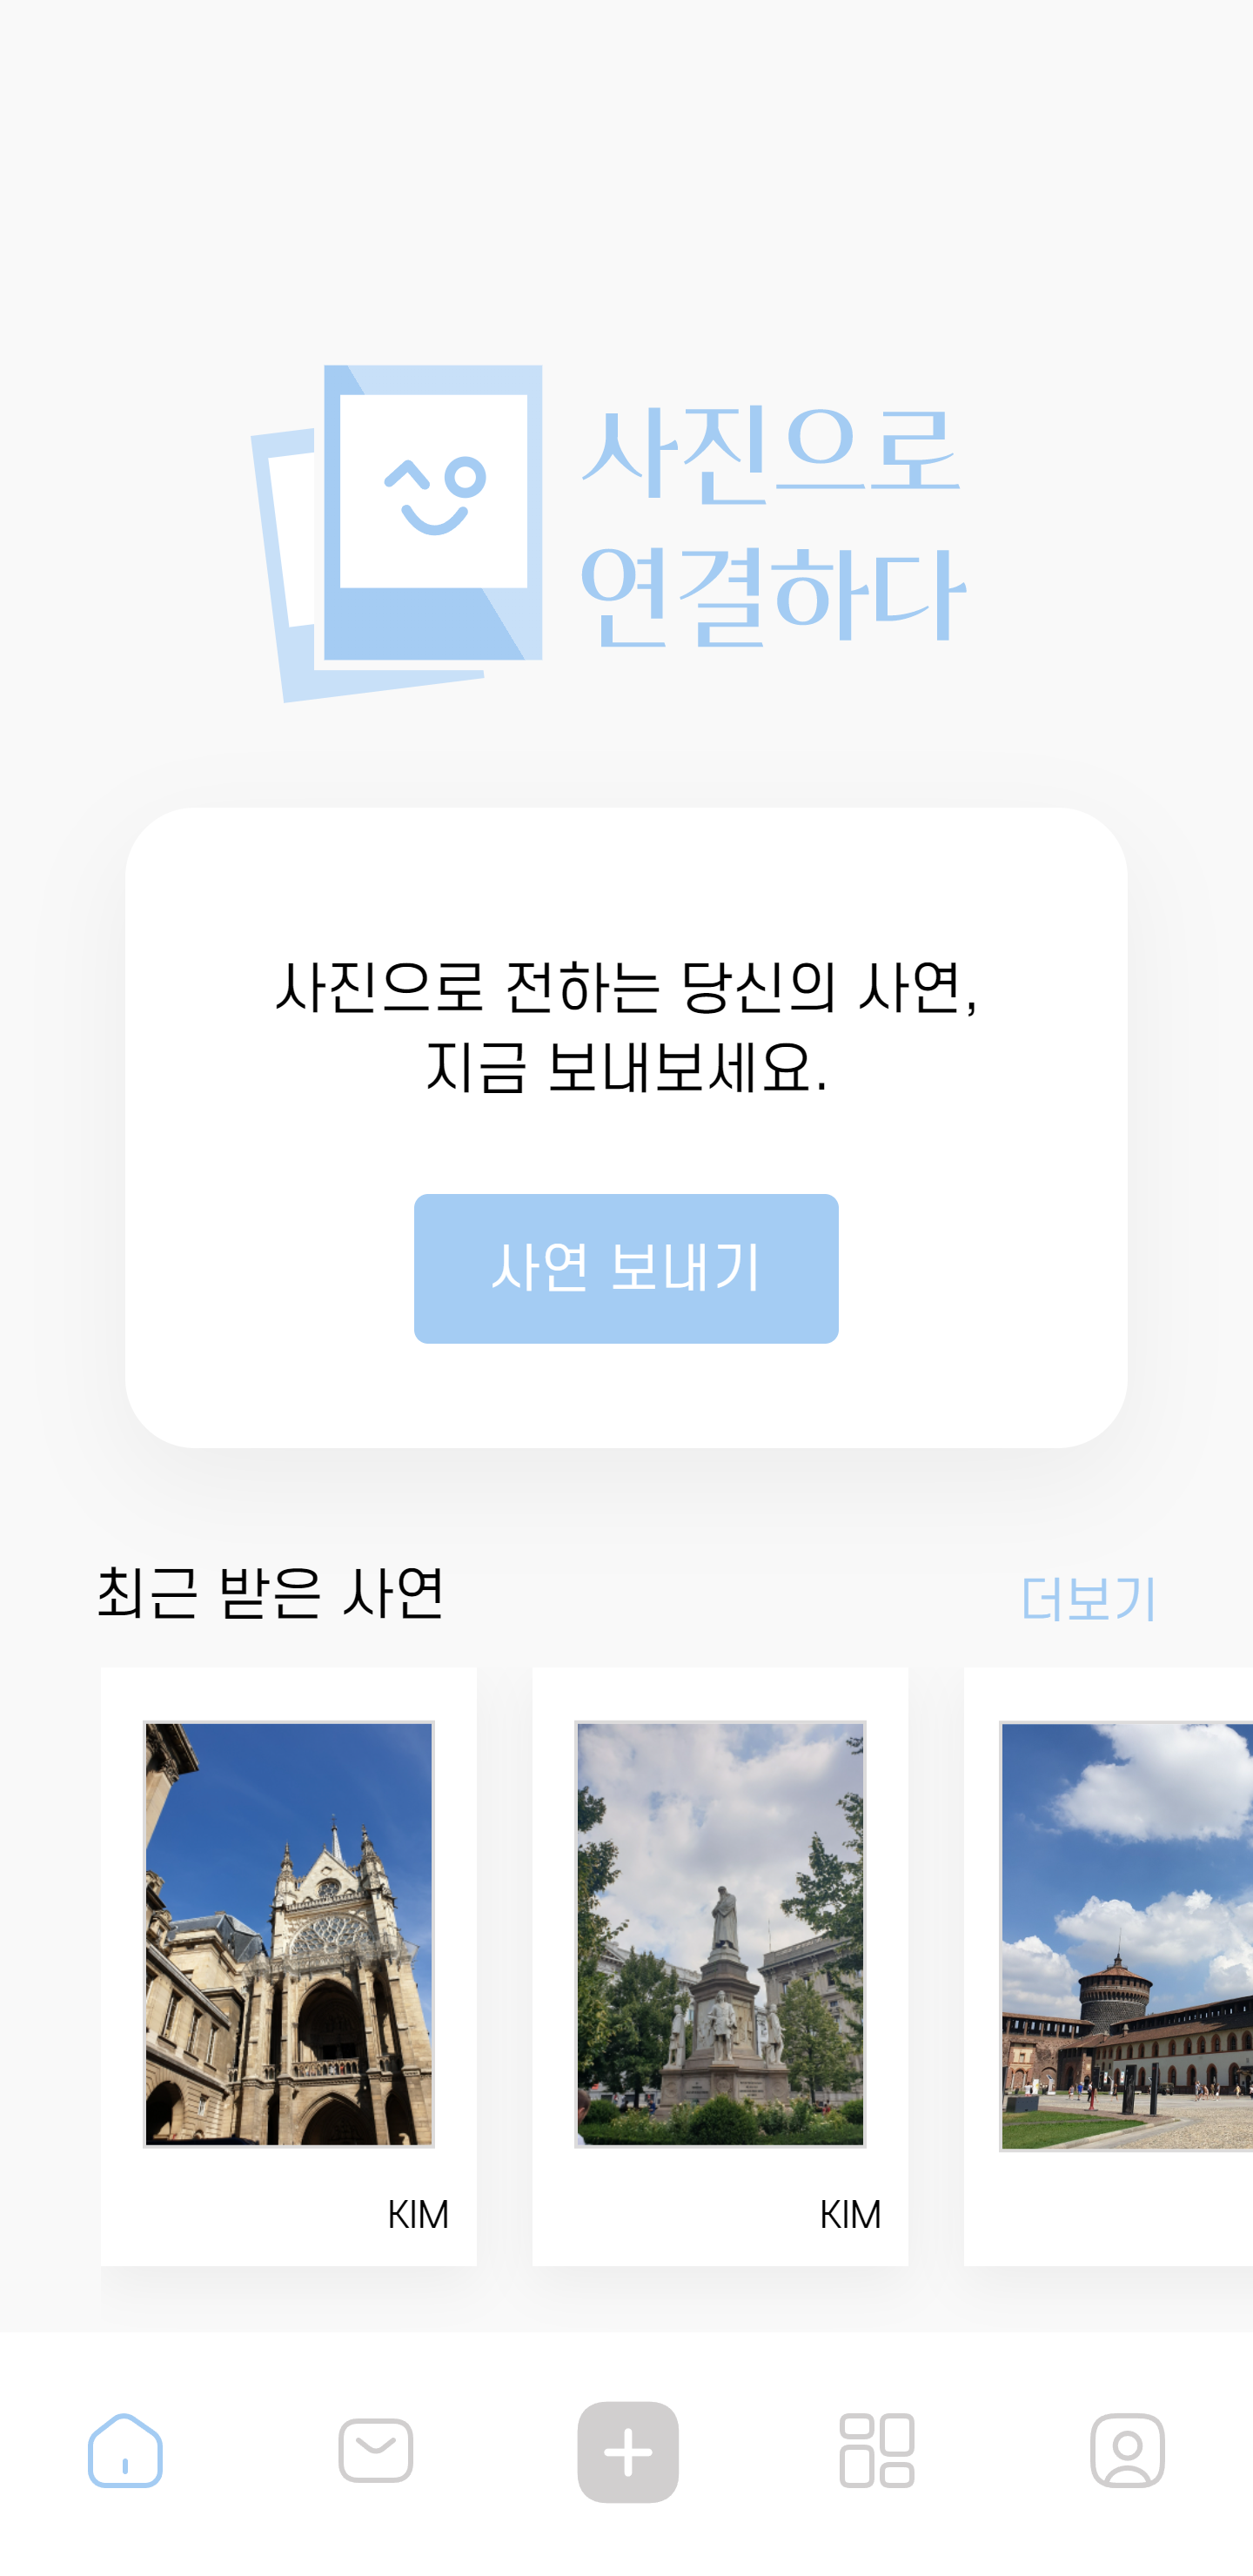 사진으로
연결하다
사진으로 전하는 당신의 사연,
지금 보내보세요.
사연 보내기
최근 받은 사연
더보기
KIM
KIM